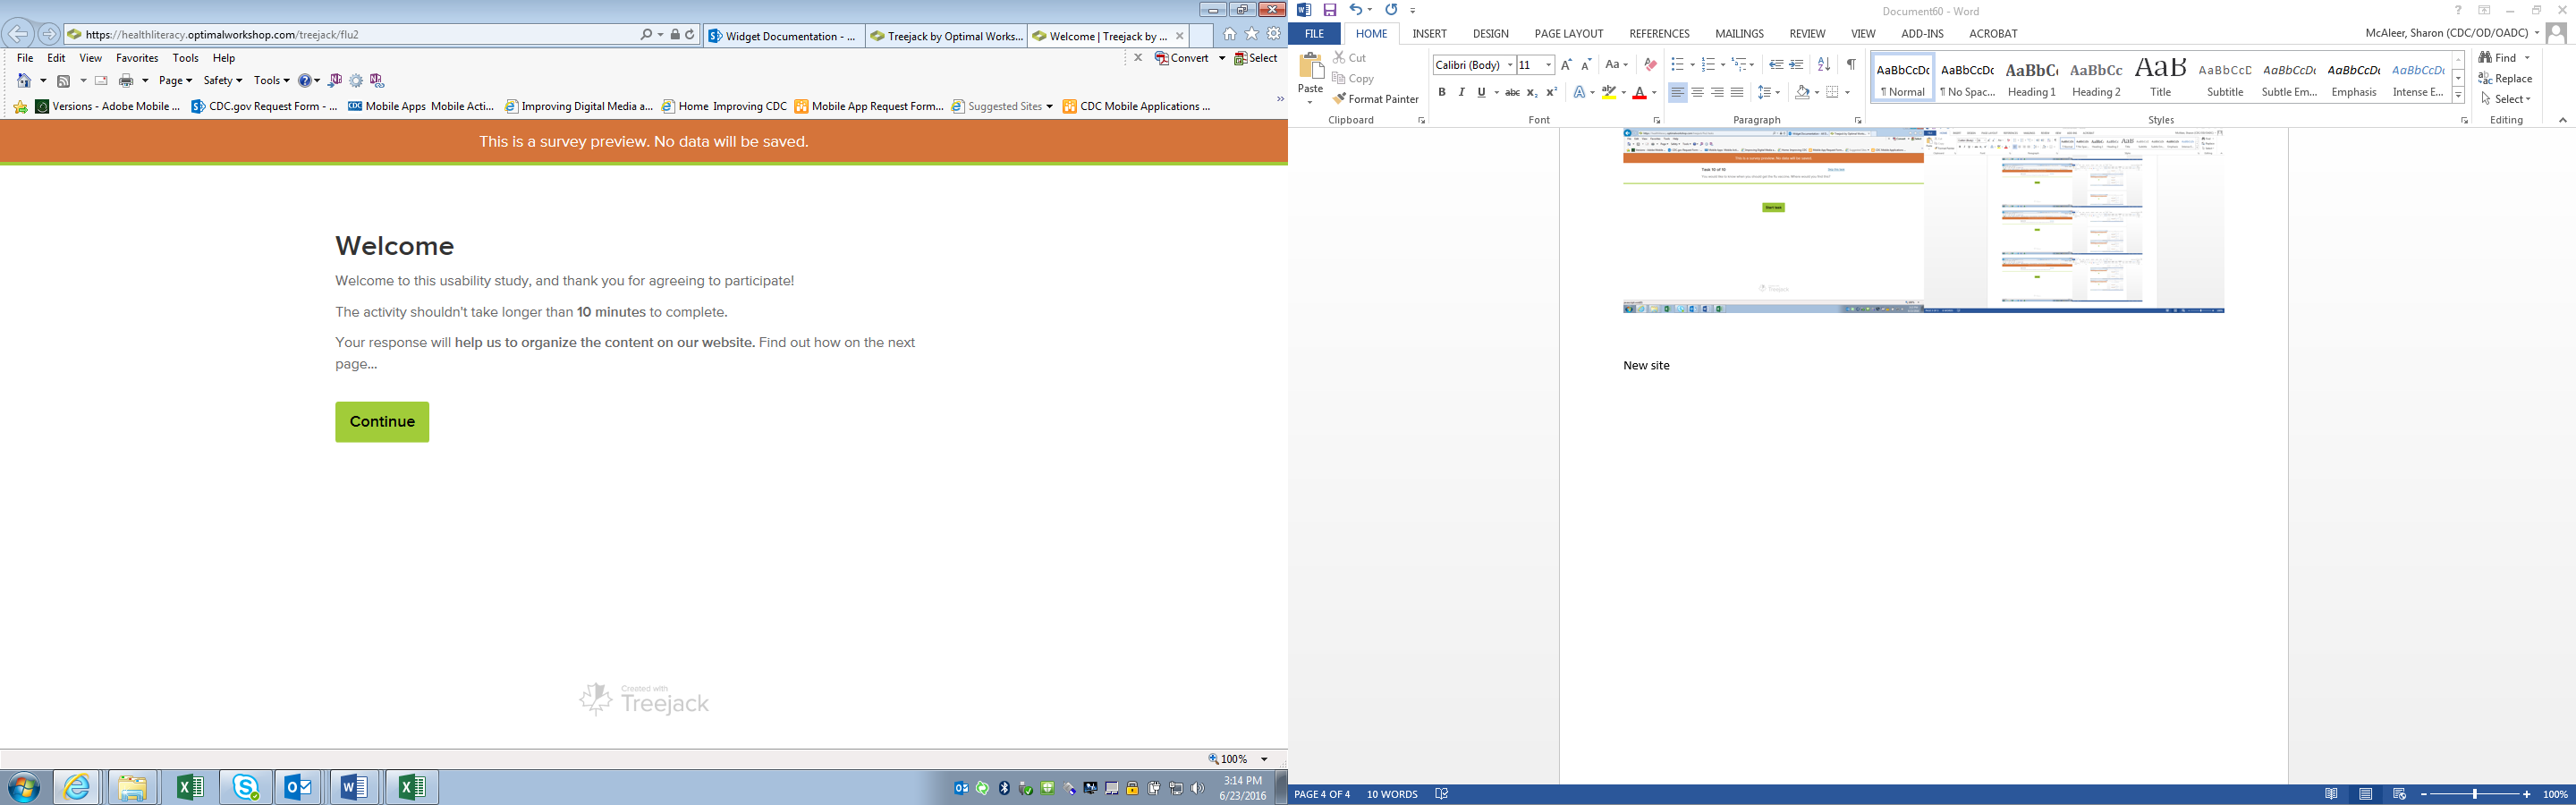 https://healthliteracy.optimalworkshop.com/treejack/flu2
Widget Documentation - ...
Treejack by Optimal Works...
Welcome | Treejack by ...
File Edit View Favorites Tools Help
Convert Select
Page Safety Tools
Versions - Adobe Mobile ... CDC.gov Request Form - ... Mobile Apps Mobile Acti... Improving Digital Media a... Home Improving CDC Mobile App Request Form... Suggested Sites CDC Mobile Applications ...
This is a survey preview. No data will be saved.
Welcome
Welcome to this usability study, and thank you for agreeing to participate!
The activity shouldn't take longer than 10 minutes to complete.
Your response will help us to organize the content on our website. Find out how on the next
page...
Continue
Created with
Treejack
100%
3:14 PM
6/23/2016
Document60 - Word
FILE HOME INSERT DESIGN PAGE LAYOUT REFERENCES MAILINGS REVIEW VIEW ADD-INS ACROBAT
McAleer, Sharon (CDC/OD/OADC)
Paste
Cut
Copy
Format Painter
Clipboard
Calibri (Body) 11
Font
Paragraph
AaBbCcDc AaBbCcDc AaBbC AaBbCc AaB AaBbCcD AaBbCcDc AaBbCcDc AaBbCcDc
¶ Normal ¶ No Spac... Heading 1 Heading 2 Title Subtitle Subtle Em... Emphasis Intense E...
Styles
Find
Replace
Select
Editing
Task 10 of 10
New site
PAGE 4 OF 4 10 WORDS
100%